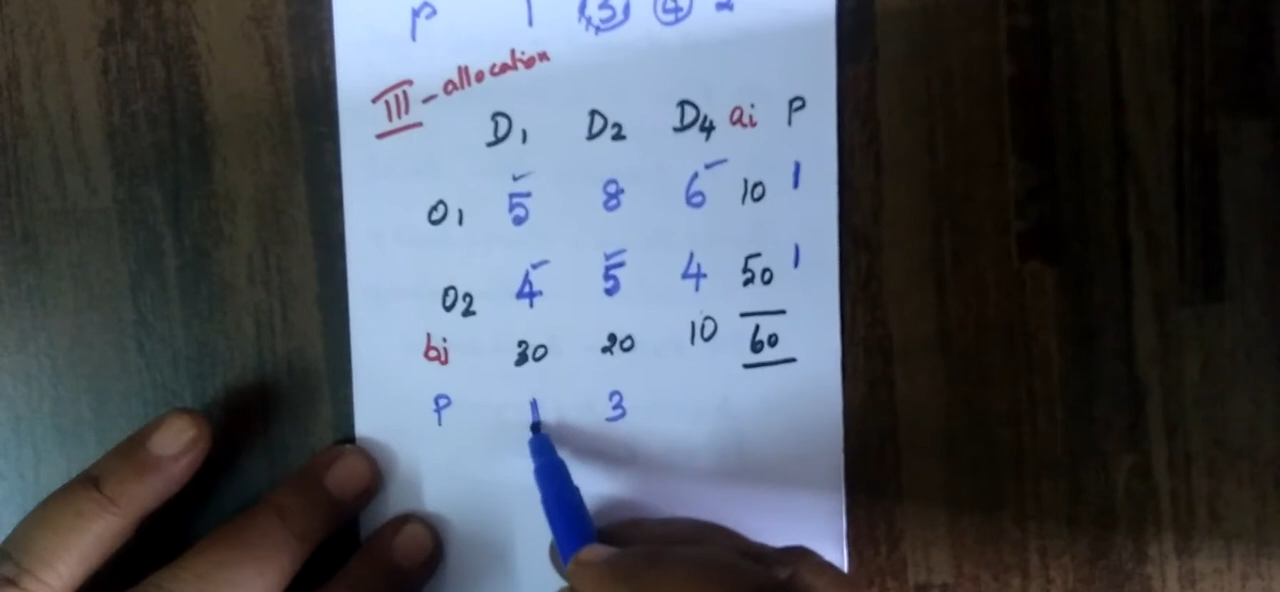 P 1 (3) (4) 2
III - allocation
D1 D2 D4 ai P
O1 5 8 6 10 1
O2 4 5 4 50 1
bj 30 20 10 60
P 1 3